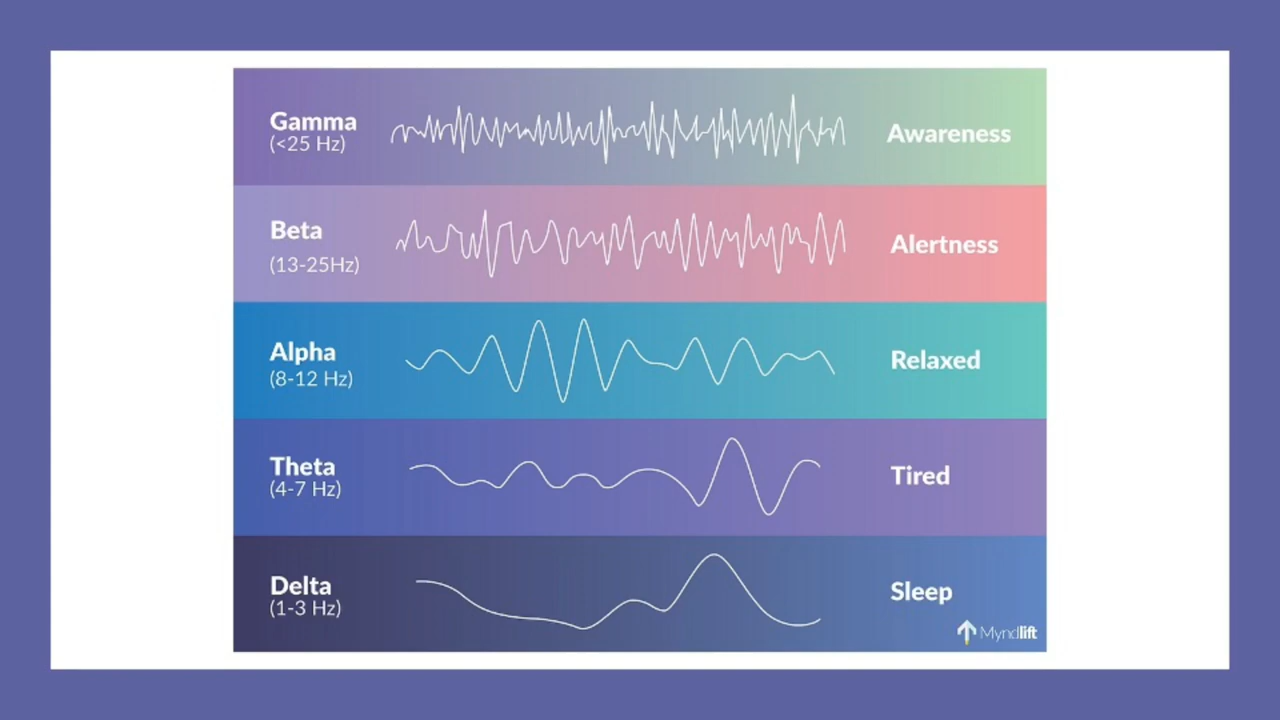 Gamma
(<25 Hz)
Awareness
Beta
(13-25Hz)
Alertness
Alpha
(8-12 Hz)
Relaxed
Theta
(4-7 Hz)
Tired
Delta
(1-3 Hz)
Sleep
Myndlift